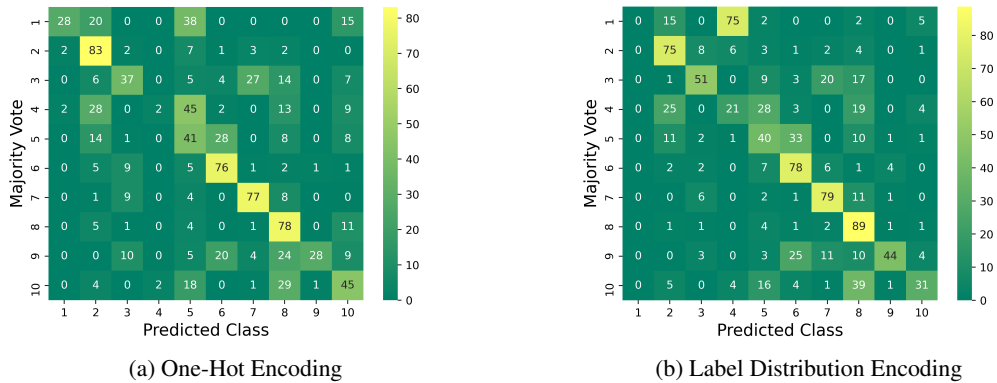 Majority Vote
1 28 20 0 0 38 0 0 0 0 15
2 2 83 2 0 7 1 3 2 0 0
3 0 6 37 0 5 4 27 14 0 7
4 2 28 0 2 45 2 0 13 0 9
5 0 14 1 0 41 28 0 8 0 8
6 0 5 9 0 5 76 1 2 1 1
7 0 1 9 0 4 0 77 8 0 0
8 0 5 1 0 4 0 1 78 0 11
9 0 0 10 0 5 20 4 24 28 9
10 0 4 0 2 18 0 1 29 1 45
1 2 3 4 5 6 7 8 9 10
Predicted Class
80
70
60
50
40
30
20
10
0
(a) One-Hot Encoding
Majority Vote
1 0 15 0 75 2 0 0 2 0 5
2 0 75 8 6 3 1 2 4 0 1
3 0 1 51 0 9 3 20 17 0 0
4 0 25 0 21 28 3 0 19 0 4
5 0 11 2 1 40 33 0 10 1 1
6 0 2 2 0 7 78 6 1 4 0
7 0 0 6 0 2 1 79 11 1 0
8 0 1 1 0 4 1 2 89 1 1
9 0 0 3 0 3 25 11 10 44 4
10 0 5 0 4 16 4 1 39 1 31
1 2 3 4 5 6 7 8 9 10
Predicted Class
80
60
40
20
0
(b) Label Distribution Encoding